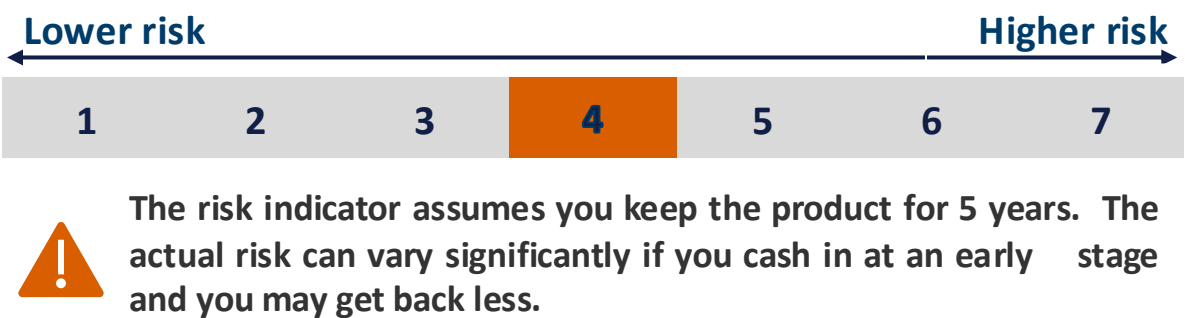 Lower risk Higher risk
1 2 3 4 5 6 7
The risk indicator assumes you keep the product for 5 years. The
actual risk can vary significantly if you cash in at an early stage
and you may get back less.